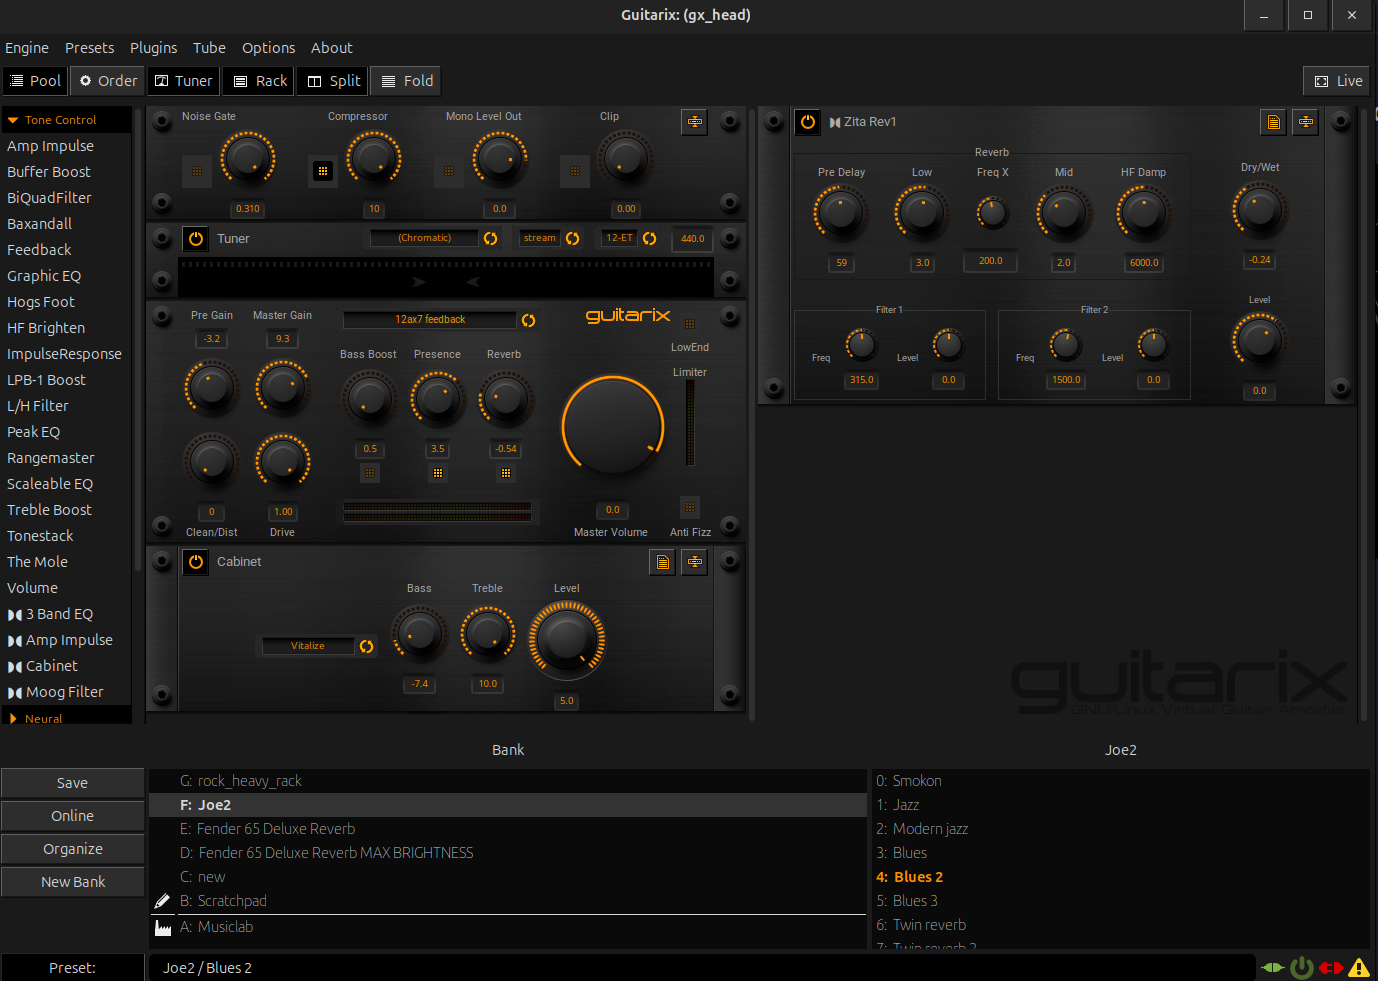 Guitarix: (gx_head)
Engine Presets Plugins Tube Options About
Pool Order Tuner Rack Split Fold Live
Tone Control
Amp Impulse
Buffer Boost
BiQuadFilter
Baxandall
Feedback
Graphic EQ
Hogs Foot
HF Brighten
ImpulseResponse
LPB-1 Boost
L/H Filter
Peak EQ
Rangemaster
Scaleable EQ
Treble Boost
Tonestack
The Mole
Volume
3 Band EQ
Amp Impulse
Cabinet
Moog Filter
Neural
Noise Gate Compressor Mono Level Out Clip
0.310 10 0.0 0.00
Tuner (Chromatic) stream 12-ET 440.0
Pre Gain Master Gain 12ax7 feedback guitarix
-3.2 9.3
LowEnd
Bass Boost Presence Reverb
Limiter
0.5 3.5 -0.54
0 1.00 0.0
Clean/Dist Drive Master Volume Anti Fizz
Cabinet
Bass Treble Level
Vitalize
-7.4 10.0 5.0
Zita Rev1
Reverb
Pre Delay Low Freq X Mid HF Damp Dry/Wet
59 3.0 200.0 2.0 6000.0 -0.24
Level
Filter 1 Filter 2
Freq Level Freq Level
315.0 0.0 1500.0 0.0 0.0
guitarix
GNU/Linux Virtual Guitar Amplifier
Bank Joe2
Save
Online
Organize
New Bank
G: rock_heavy_rack
F: Joe2
E: Fender 65 Deluxe Reverb
D: Fender 65 Deluxe Reverb MAX BRIGHTNESS
C: new
B: Scratchpad
A: Musiclab
0: Smokon
1: Jazz
2: Modern jazz
3: Blues
4: Blues 2
5: Blues 3
6: Twin reverb
7: Twin reverb 2
Preset: Joe2 / Blues 2